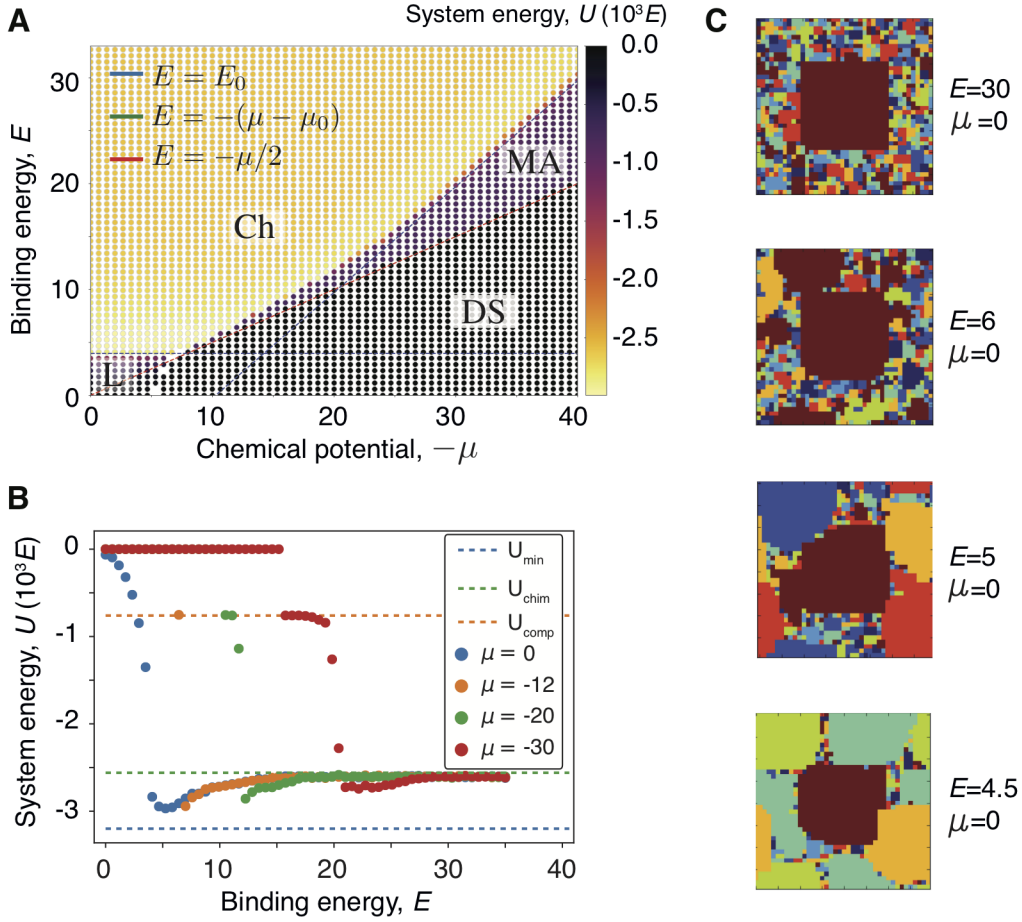 A
System energy, U (10³E)
E = E₀
E = −(μ − μ₀)
E = −μ/2
Ch
MA
DS
L
30
20
10
0
Binding energy, E
0
10
20
30
40
Chemical potential, −μ
0.0
-0.5
-1.0
-1.5
-2.0
-2.5
B
0
-1
-2
-3
System energy, U (10³E)
U_min
U_chim
U_comp
μ = 0
μ = -12
μ = -20
μ = -30
0
10
20
30
40
Binding energy, E
C
E=30
μ =0
E=6
μ=0
E=5
μ=0
E=4.5
μ=0